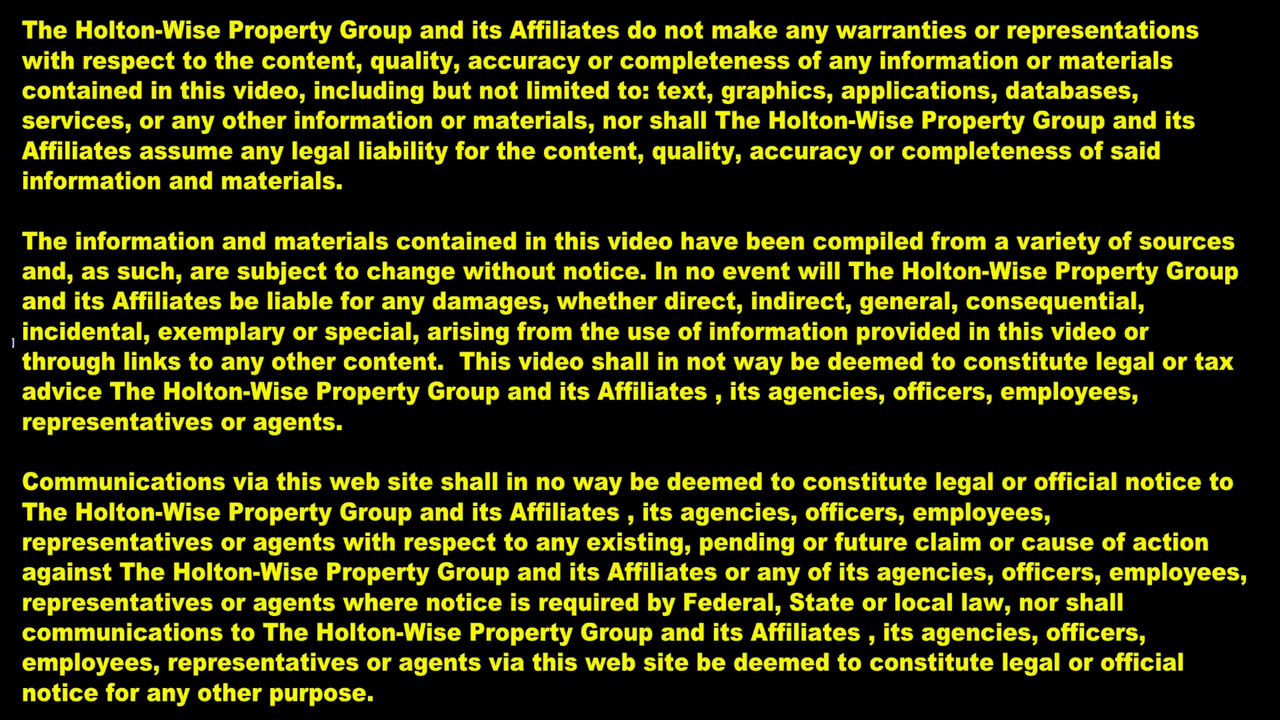 The Holton-Wise Property Group and its Affiliates do not make any warranties or representations
with respect to the content, quality, accuracy or completeness of any information or materials
contained in this video, including but not limited to: text, graphics, applications, databases,
services, or any other information or materials, nor shall The Holton-Wise Property Group and its
Affiliates assume any legal liability for the content, quality, accuracy or completeness of said
information and materials.
The information and materials contained in this video have been compiled from a variety of sources
and, as such, are subject to change without notice. In no event will The Holton-Wise Property Group
and its Affiliates be liable for any damages, whether direct, indirect, general, consequential,
incidental, exemplary or special, arising from the use of information provided in this video or
through links to any other content.  This video shall in not way be deemed to constitute legal or tax
advice The Holton-Wise Property Group and its Affiliates , its agencies, officers, employees,
representatives or agents.
Communications via this web site shall in no way be deemed to constitute legal or official notice to
The Holton-Wise Property Group and its Affiliates , its agencies, officers, employees,
representatives or agents with respect to any existing, pending or future claim or cause of action
against The Holton-Wise Property Group and its Affiliates or any of its agencies, officers, employees,
representatives or agents where notice is required by Federal, State or local law, nor shall
communications to The Holton-Wise Property Group and its Affiliates , its agencies, officers,
employees, representatives or agents via this web site be deemed to constitute legal or official
notice for any other purpose.